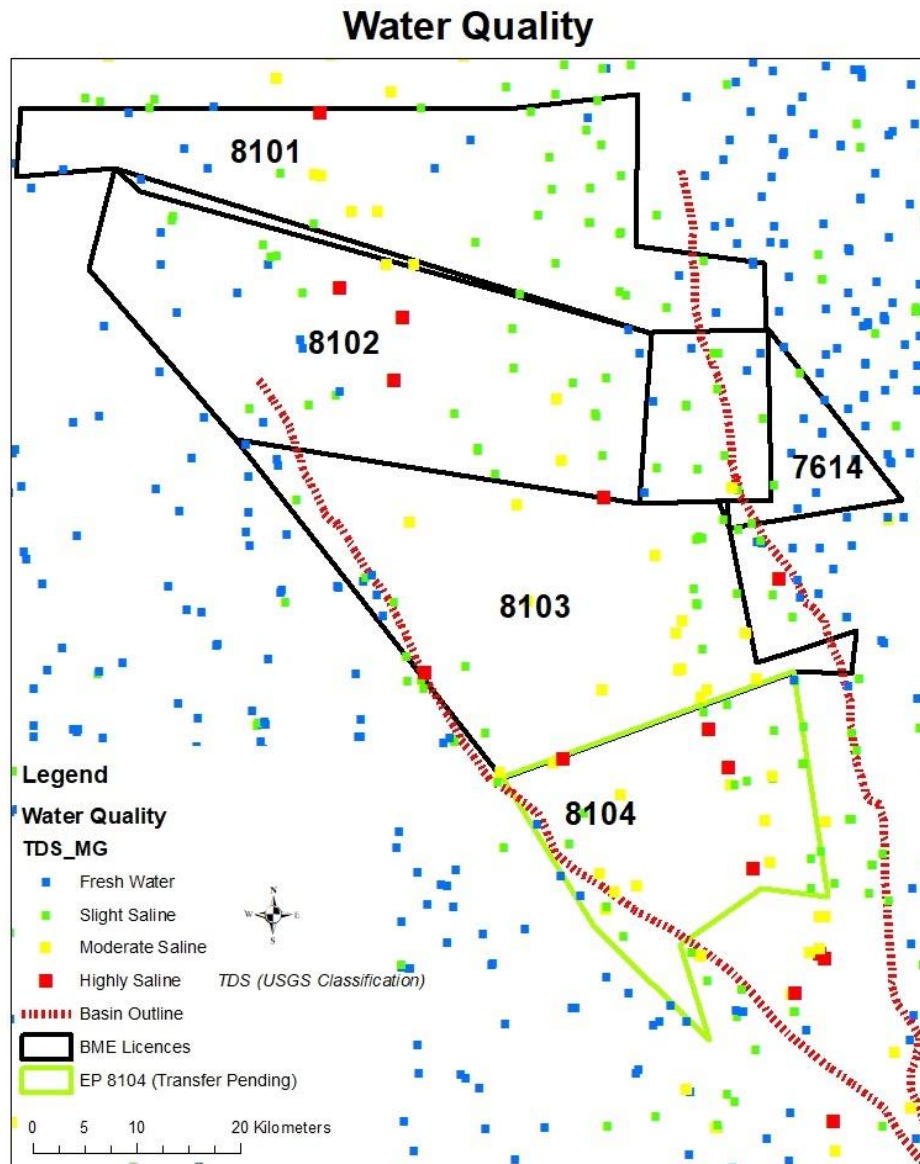 Water Quality
8101
8102
7614
8103
8104
Legend
Water Quality
TDS_MG
Fresh Water
Slight Saline
Moderate Saline
Highly Saline
TDS (USGS Classification)
Basin Outline
BME Licences
EP 8104 (Transfer Pending)
N
W E
S
0 5 10 20 Kilometers